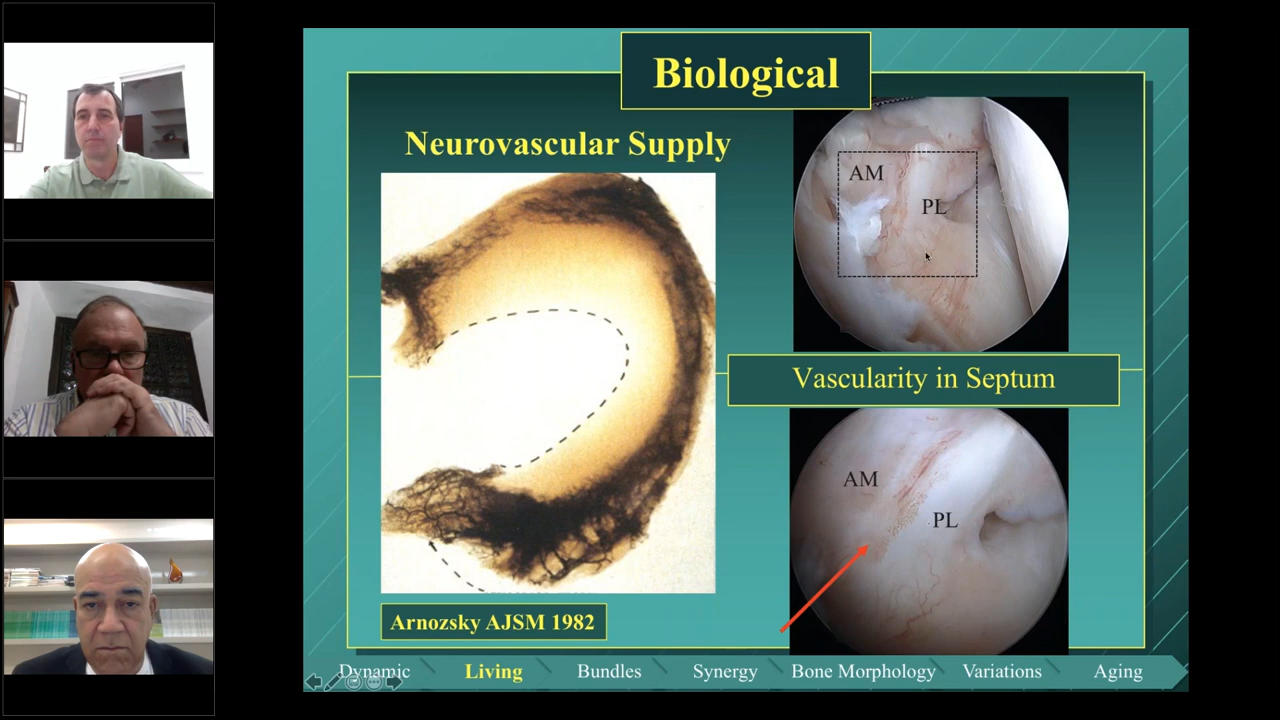 Biological
Neurovascular Supply
AM
PL
Vascularity in Septum
AM
PL
Arnozsky AJSM 1982
Dynamic
Living
Bundles
Synergy
Bone Morphology
Variations
Aging